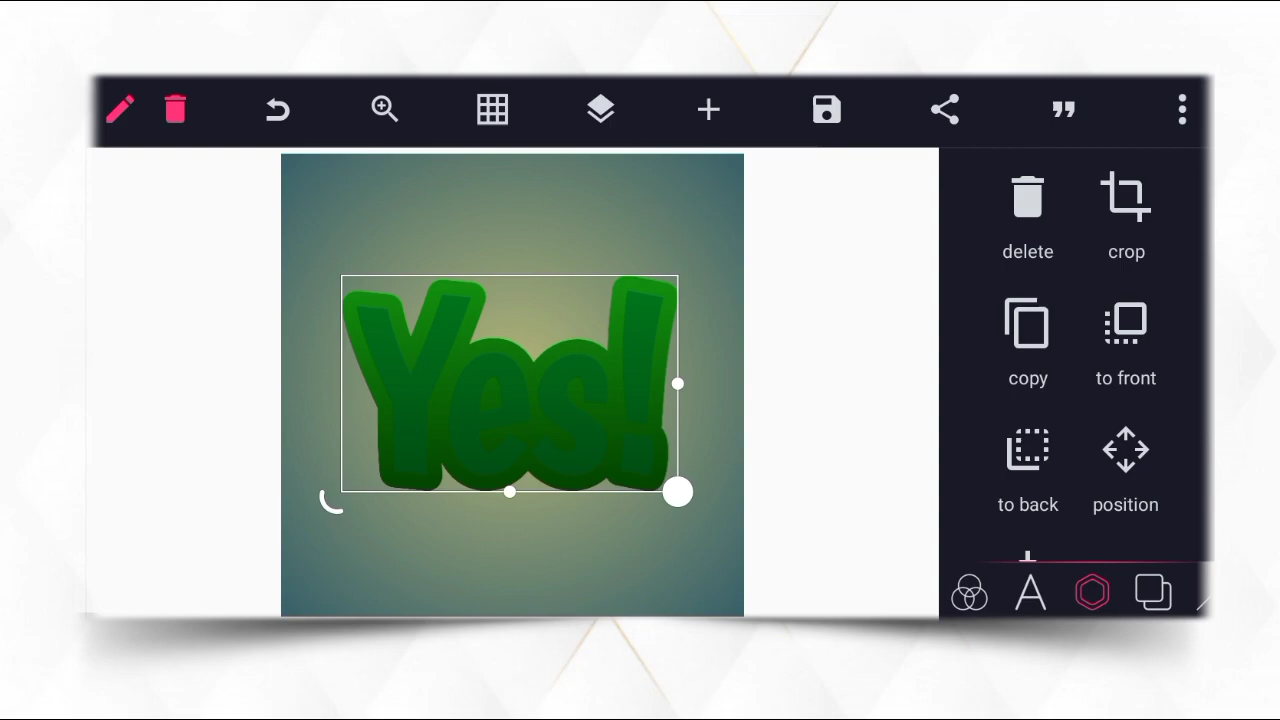 Yes!
delete
crop
copy
to front
to back
position